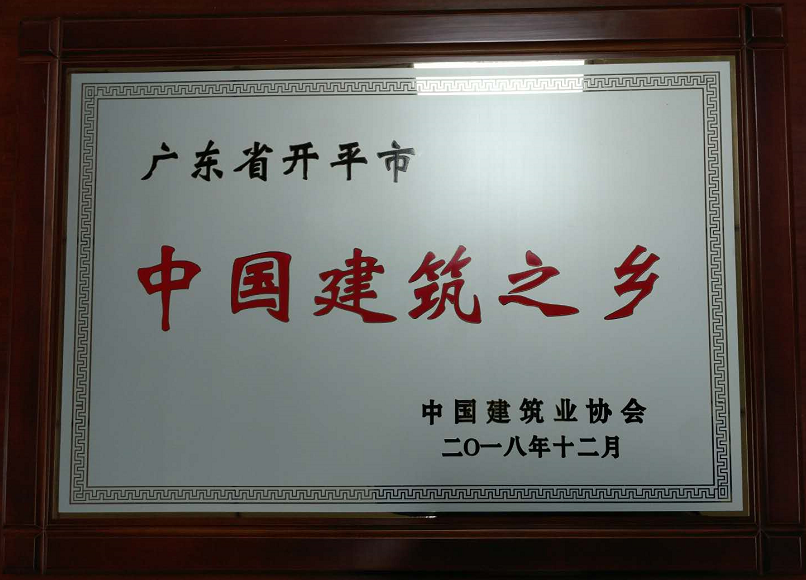 广东省开平市
中国建筑之乡
中国建筑业协会
二〇一八年十二月